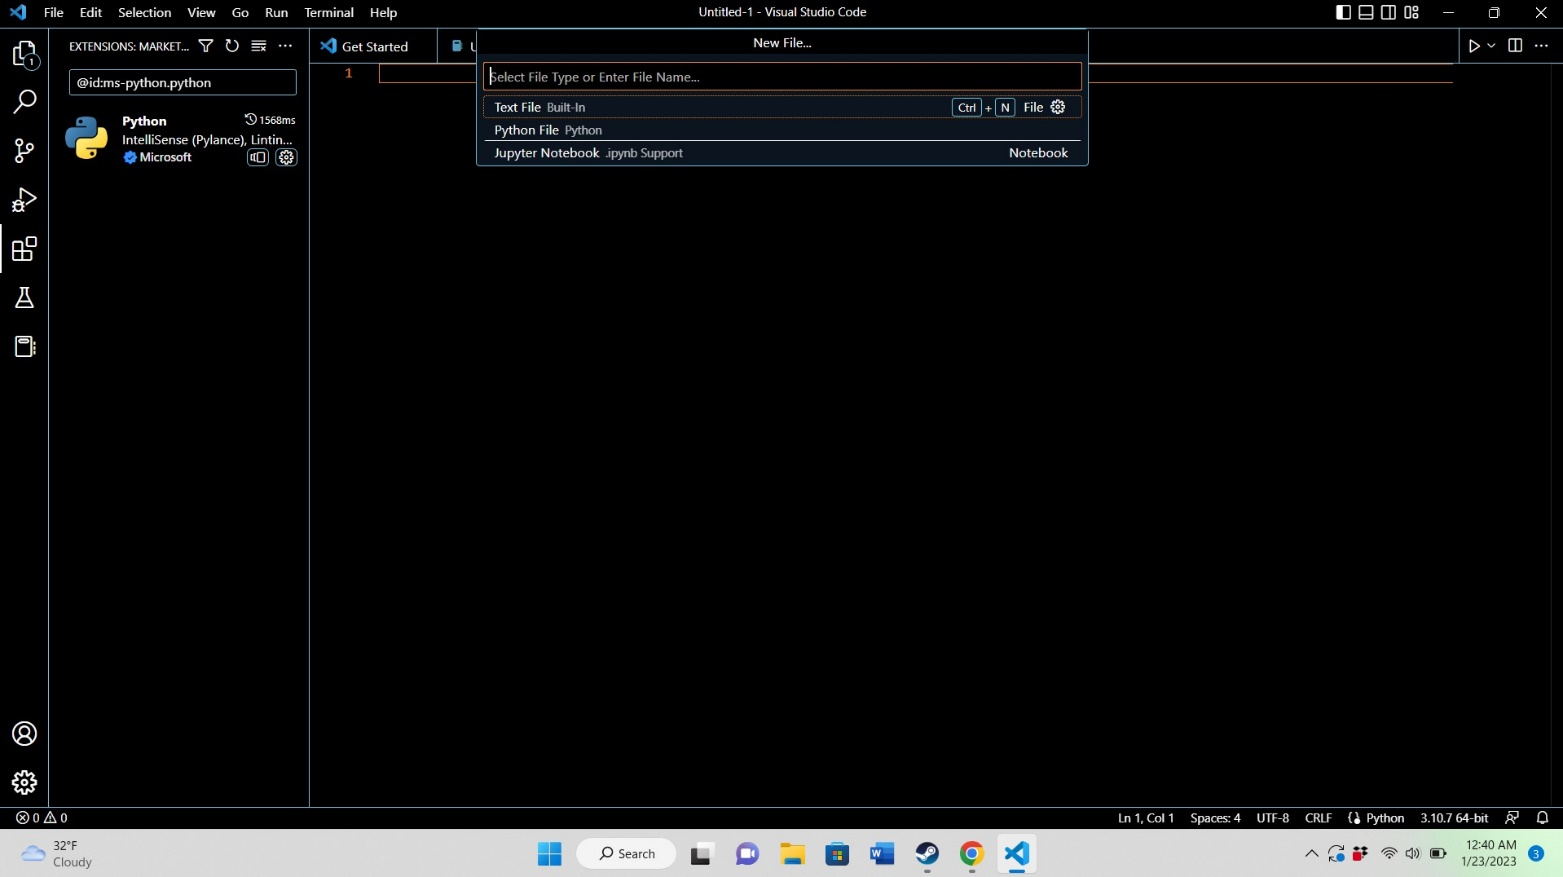 File Edit Selection View Go Run Terminal Help
Untitled-1 - Visual Studio Code
EXTENSIONS: MARKET...
Get Started
New File...
1
@id:ms-python.python
1
Select File Type or Enter File Name...
Text File Built-In
Ctrl + N File
Python File Python
Jupyter Notebook .ipynb Support
Notebook
Python
1568ms
IntelliSense (Pylance), Lintin...
Microsoft
0 0
Ln 1, Col 1 Spaces: 4 UTF-8 CRLF Python 3.10.7 64-bit
32°F
Cloudy
Search
12:40 AM
1/23/2023
3